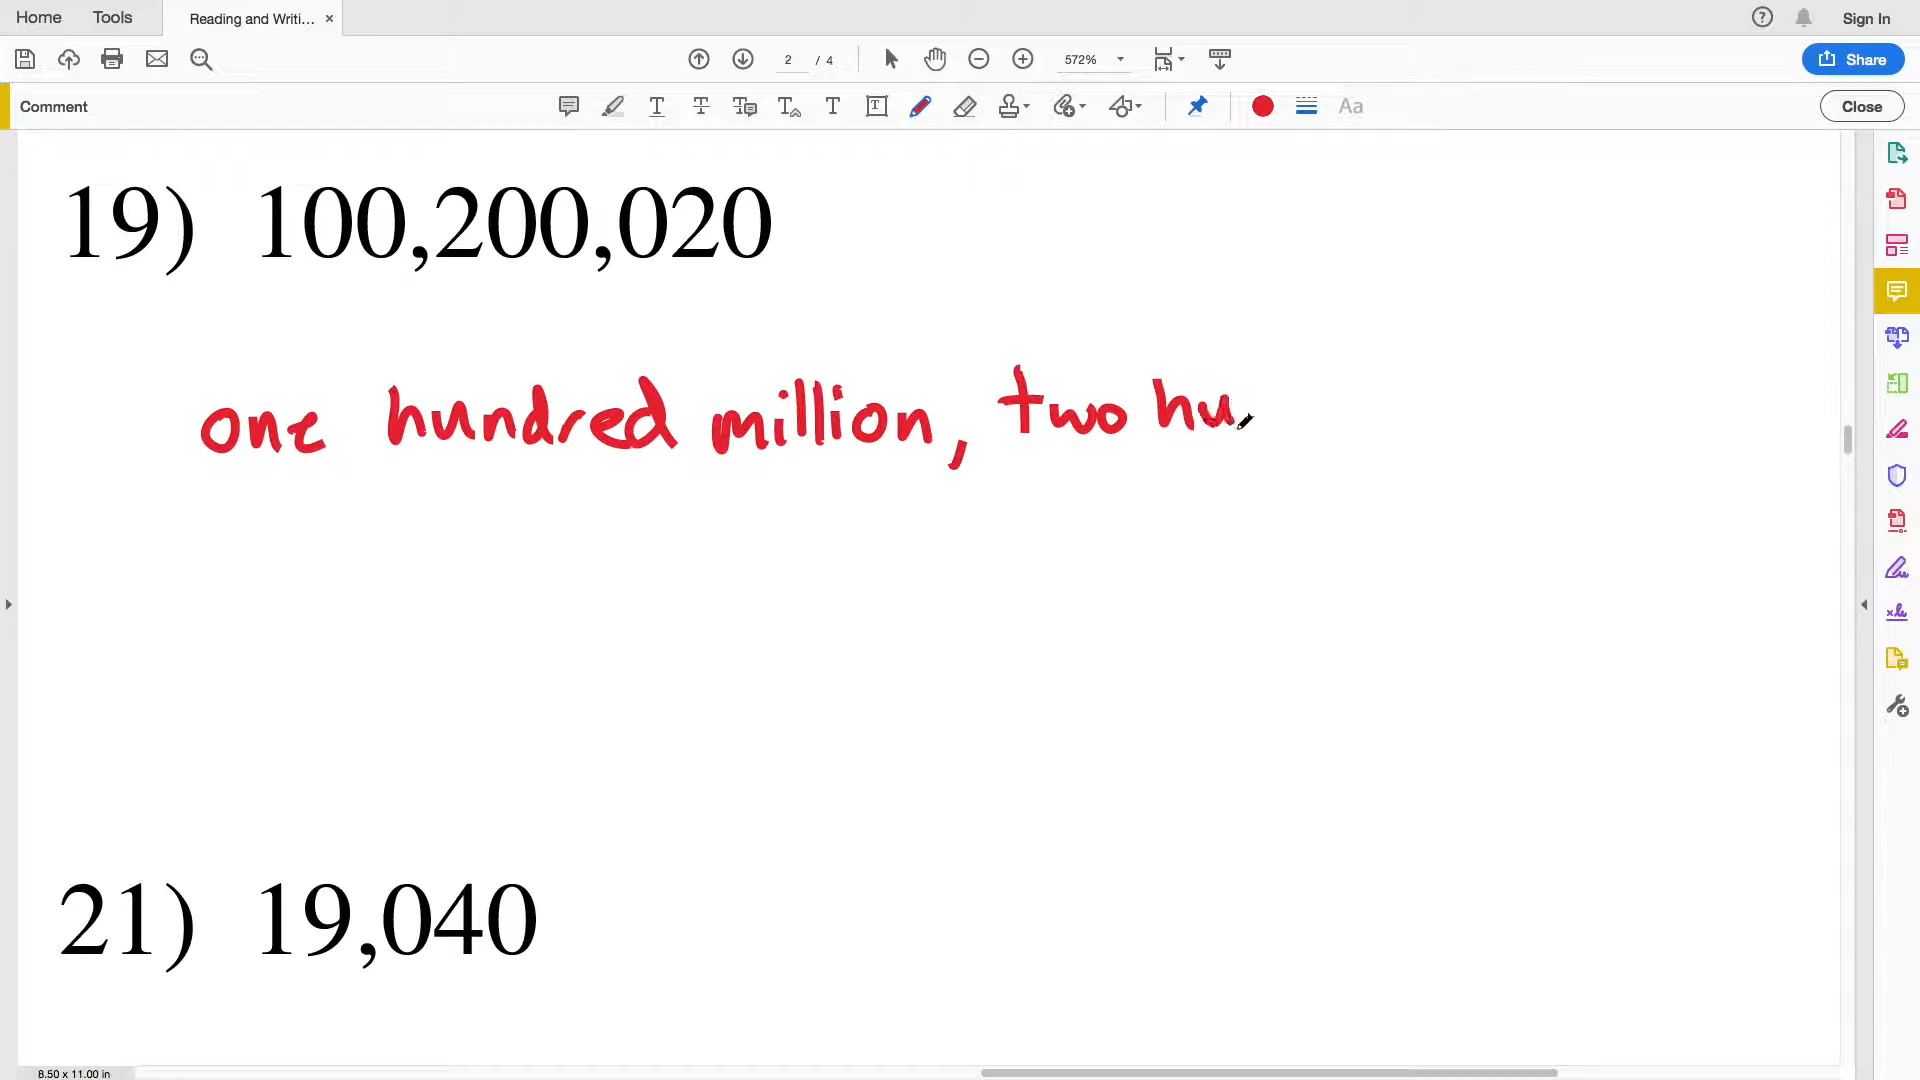 Home Tools Reading and Writi... × Sign In
2 / 4 572% Share
Comment T T T T T T Aa Close
19) 100,200,020
one hundred million, two hu
21) 19,040
8.50 x 11.00 in